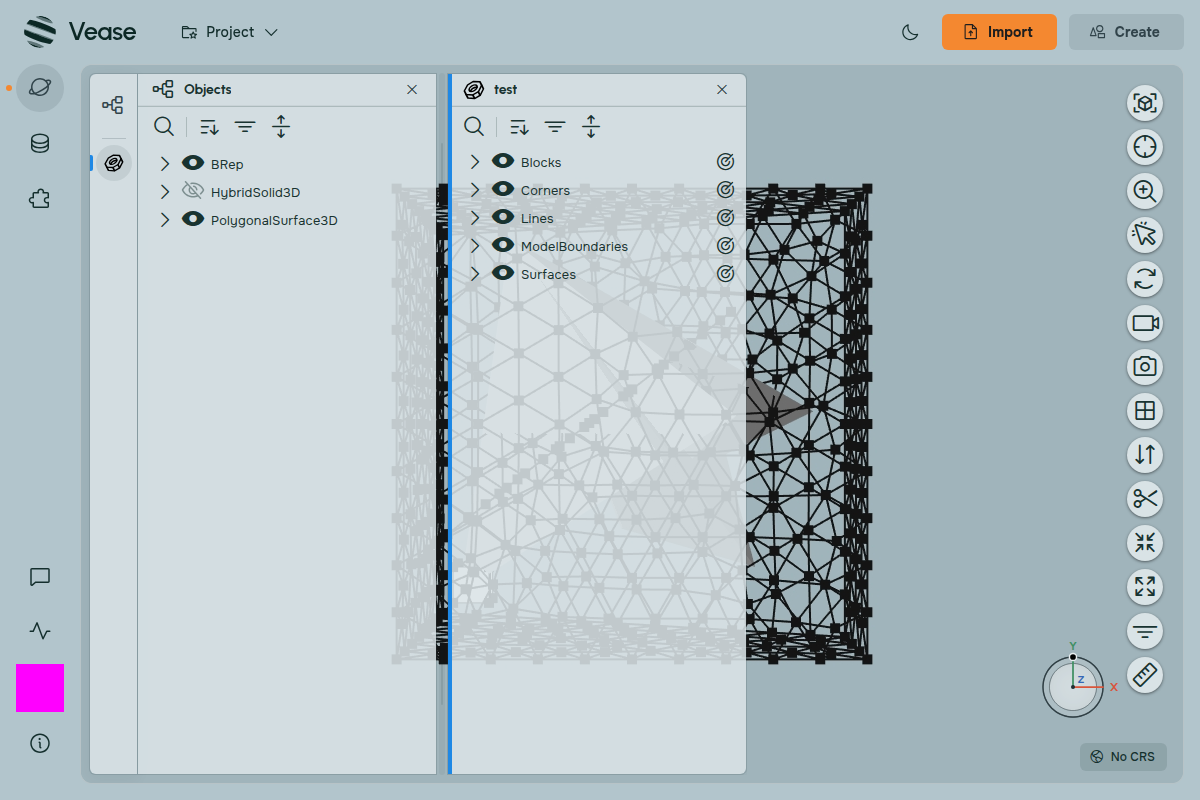 Vease
Project
Import
Create
Objects
test
BRep
HybridSolid3D
PolygonalSurface3D
Blocks
Corners
Lines
ModelBoundaries
Surfaces
Y
Z
X
No CRS